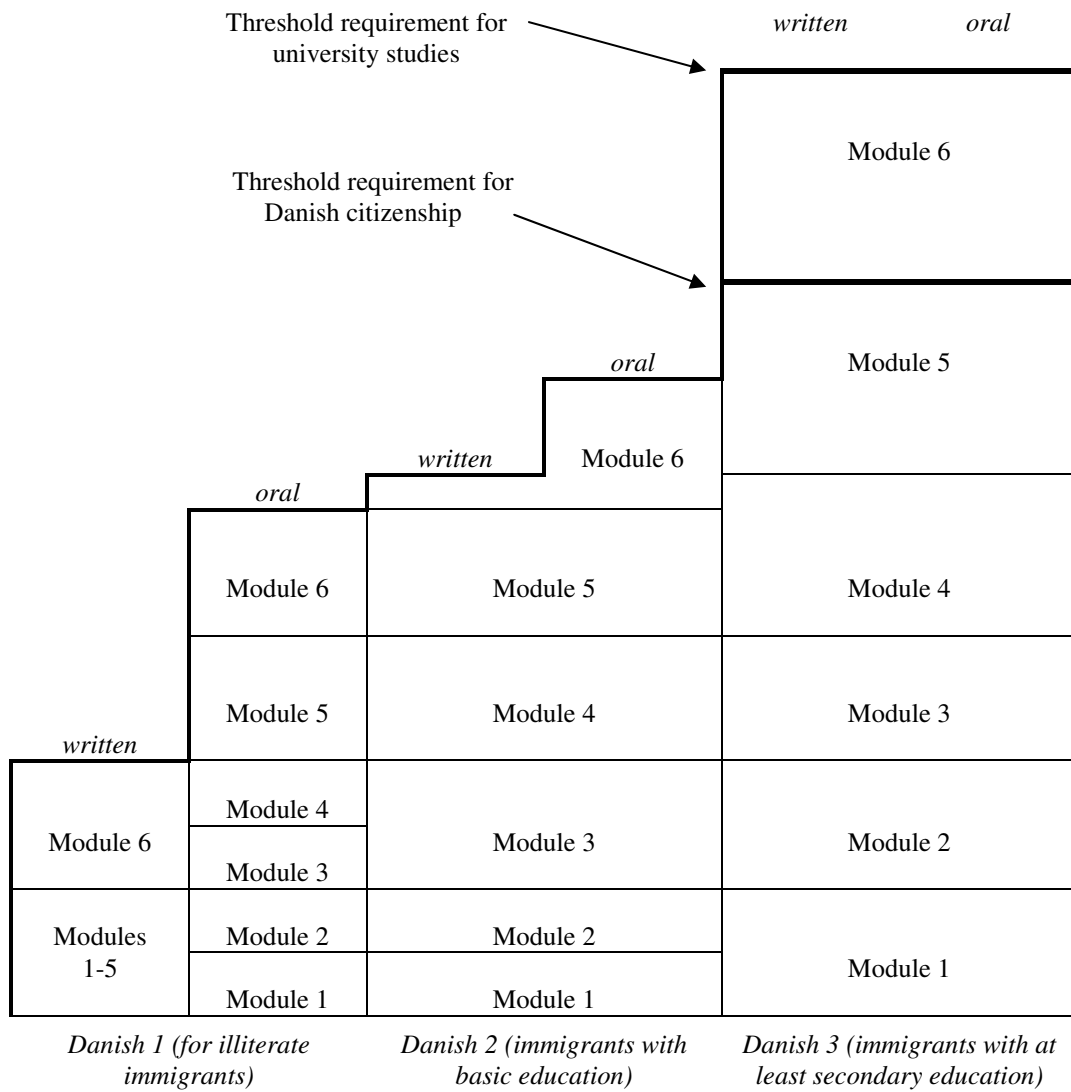 Threshold requirement for
university studies
written oral
Module 6
Threshold requirement for
Danish citizenship
oral
Module 5
written
Module 6
oral
Module 6
Module 5
Module 4
Module 5
Module 4
Module 3
written
Module 4
Module 6
Module 3
Module 2
Module 3
Modules
1-5
Module 2
Module 2
Module 1
Module 1
Module 1
Danish 1 (for illiterate
immigrants)
Danish 2 (immigrants with
basic education)
Danish 3 (immigrants with at
least secondary education)